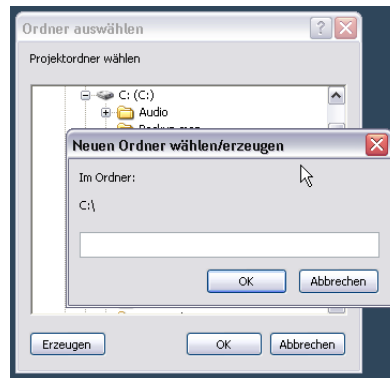 Ordner auswählen
Projektordner wählen
C: (C:)
Audio
Neuen Ordner wählen/erzeugen
Im Ordner:
C:\
OK
Abbrechen
Erzeugen
OK
Abbrechen